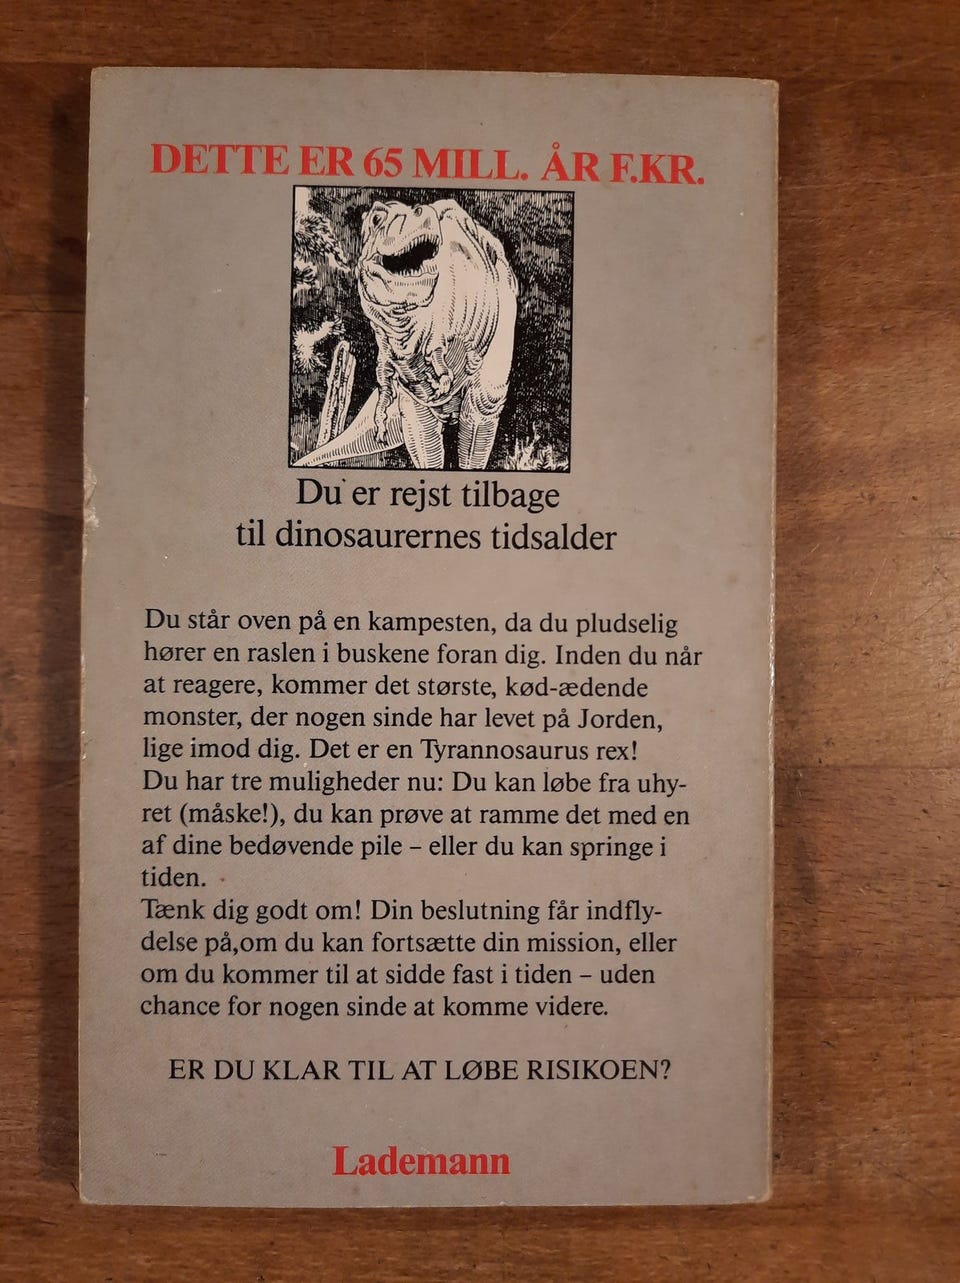 DETTE ER 65 MILL. ÅR F.KR.
Du er rejst tilbage
til dinosaurernes tidsalder
Du står oven på en kampesten, da du pludselig
hører en raslen i buskene foran dig. Inden du når
at reagere, kommer det største, kød-ædende
monster, der nogen sinde har levet på Jorden,
lige imod dig. Det er en Tyrannosaurus rex!
Du har tre muligheder nu: Du kan løbe fra uhy-
ret (måske!), du kan prøve at ramme det med en
af dine bedøvende pile – eller du kan springe i
tiden.
Tænk dig godt om! Din beslutning får indfly-
delse på,om du kan fortsætte din mission, eller
om du kommer til at sidde fast i tiden – uden
chance for nogen sinde at komme videre.
ER DU KLAR TIL AT LØBE RISIKOEN?
Lademann